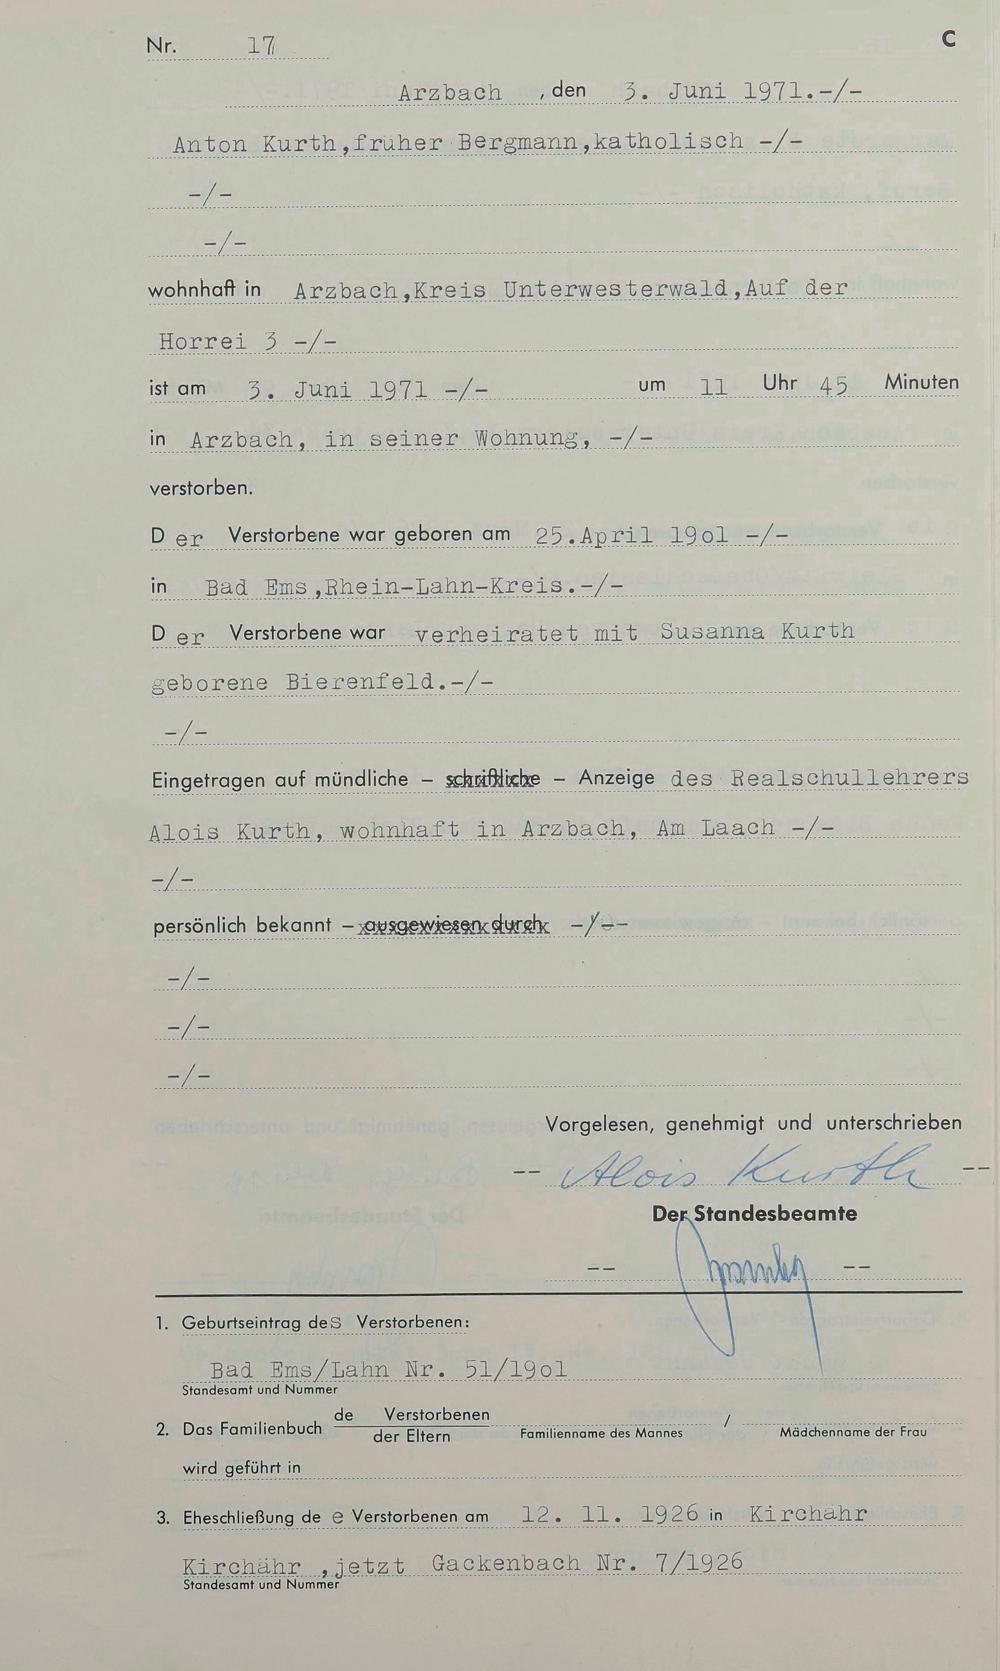 Nr. 17 C
Arzbach , den 3. Juni 1971.-/-
Anton Kurth,früher Bergmann,katholisch -/-
-/-
-/-
wohnhaft in Arzbach,Kreis Unterwesterwald,Auf der
Horrei 3 -/-
ist am 3. Juni 1971 -/- um 11 Uhr 45 Minuten
in Arzbach, in seiner Wohnung, -/-
verstorben.
D er Verstorbene war geboren am 25.April 19o1 -/-
in Bad Ems,Rhein-Lahn-Kreis.-/-
D er Verstorbene war verheiratet mit Susanna Kurth
geborene Bierenfeld.-/-
-/-
Eingetragen auf mündliche – schriftliche – Anzeige des Realschullehrers
Alois Kurth, wohnhaft in Arzbach, Am Laach -/-
-/-
persönlich bekannt – ausgewiesen durch -/--
-/-
-/-
-/-
Vorgelesen, genehmigt und unterschrieben
-- Alois Kurth --
Der Standesbeamte
-- --
1. Geburtseintrag des Verstorbenen:
Bad Ems/Lahn Nr. 51/19o1
Standesamt und Nummer
2. Das Familienbuch de Verstorbenen /
der Eltern Familienname des Mannes Mädchenname der Frau
wird geführt in
3. Eheschließung de e Verstorbenen am 12. 11. 1926 in Kirchähr
Kirchähr ,jetzt Gackenbach Nr. 7/1926
Standesamt und Nummer